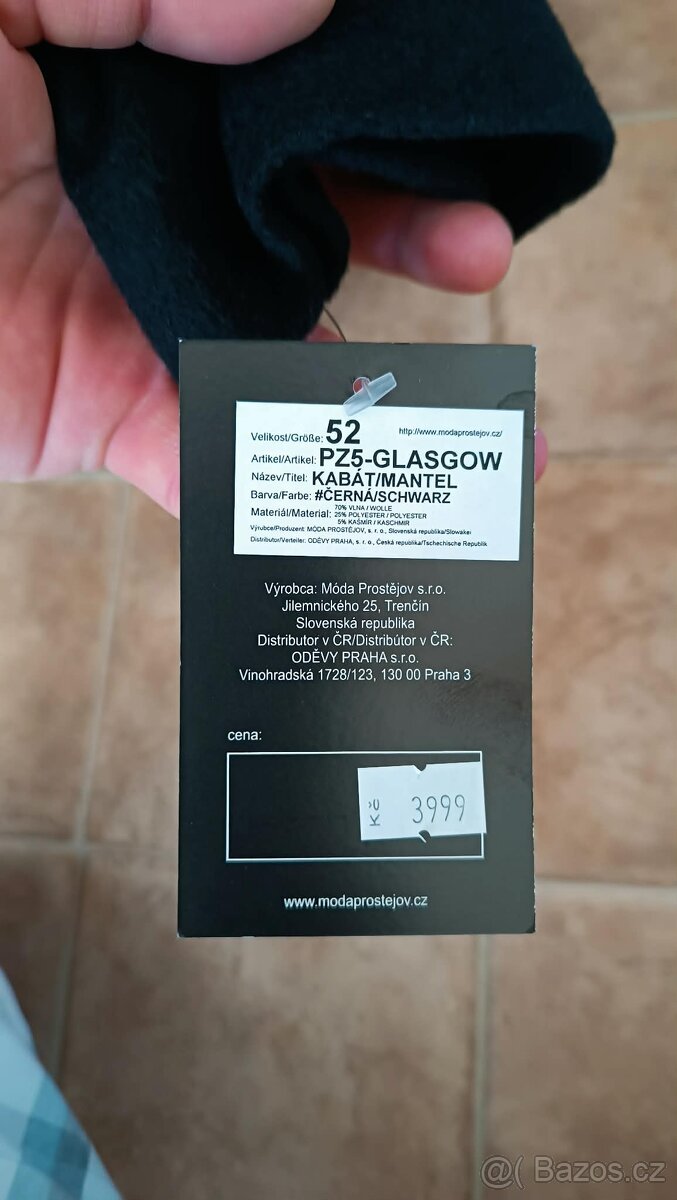 Velikost/Größe: 52 http://www.modaprostejov.cz/
Artikel/Artikel: PZ5-GLASGOW
Název/Titel: KABÁT/MANTEL
Barva/Farbe: #ČERNÁ/SCHWARZ
Materiál/Material: 70% VLNA / WOLLE
25% POLYESTER / POLYESTER
5% KAŠMÍR / KASCHMIR
Výrobce/Produzent: MÓDA PROSTĚJOV, s. r. o., Slovenská republika/Slowakei
Distributor/Verteiler: ODĚVY PRAHA, s. r. o., Česká republika/Tschechische Republik
Výrobca: Móda Prostějov s.r.o.
Jilemnického 25, Trenčín
Slovenská republika
Distributor v ČR/Distribútor v ČR:
ODĚVY PRAHA s.r.o.
Vinohradská 1728/123, 130 00 Praha 3
cena:
Kč 3999
www.modaprostejov.cz
@( Bazos.cz